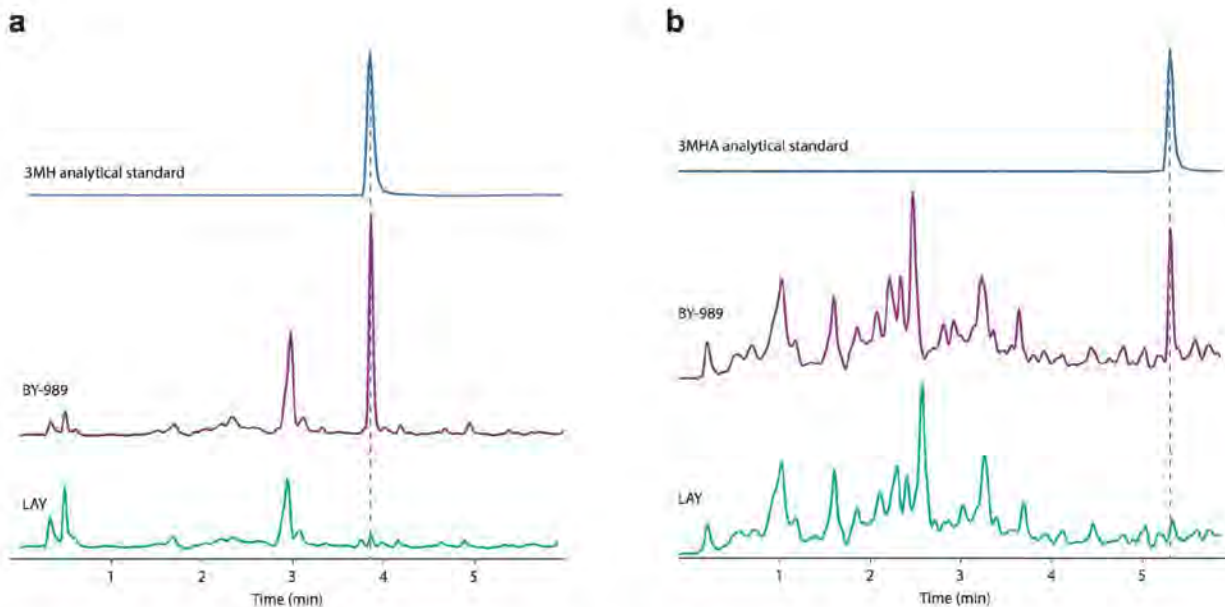 a
3MH analytical standard
BY-989
LAY
1 2 3 4 5
Time (min)
b
3MHA analytical standard
BY-989
LAY
1 2 3 4 5
Time (min)